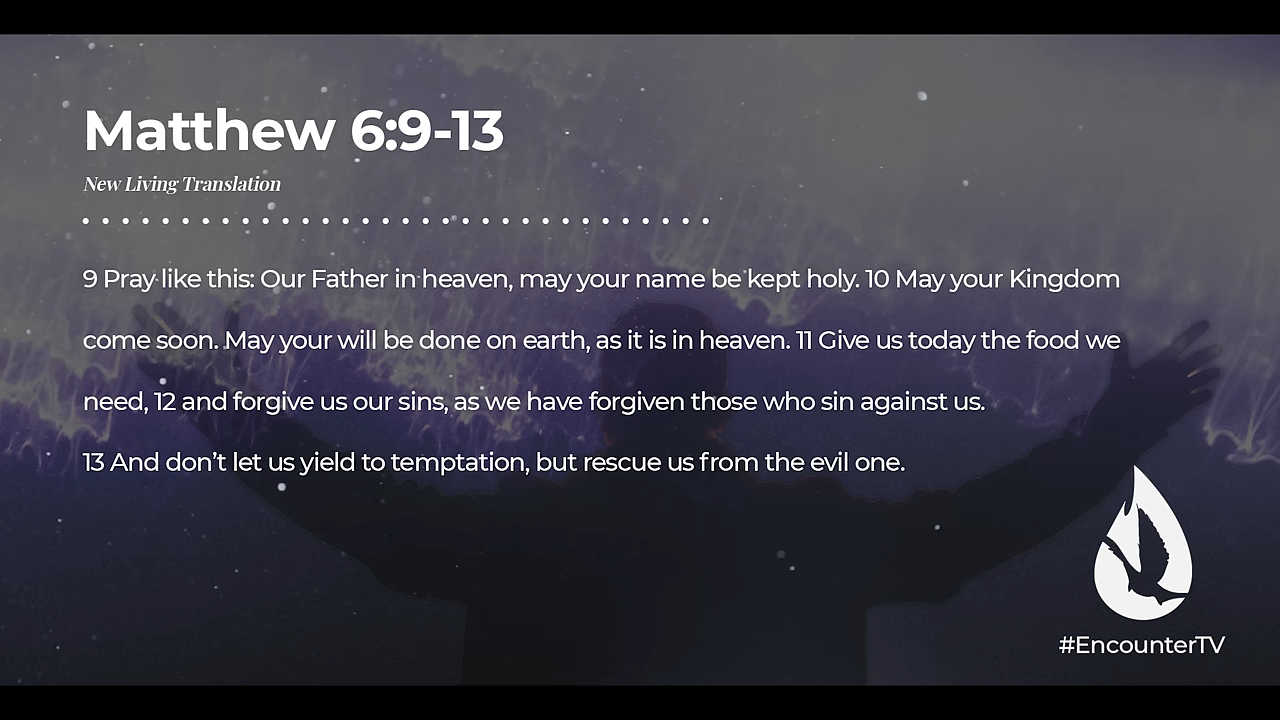 Matthew 6:9-13
New Living Translation
9 Pray like this: Our Father in heaven, may your name be kept holy. 10 May your Kingdom
come soon. May your will be done on earth, as it is in heaven. 11 Give us today the food we
need, 12 and forgive us our sins, as we have forgiven those who sin against us.
13 And don’t let us yield to temptation, but rescue us from the evil one.
#EncounterTV